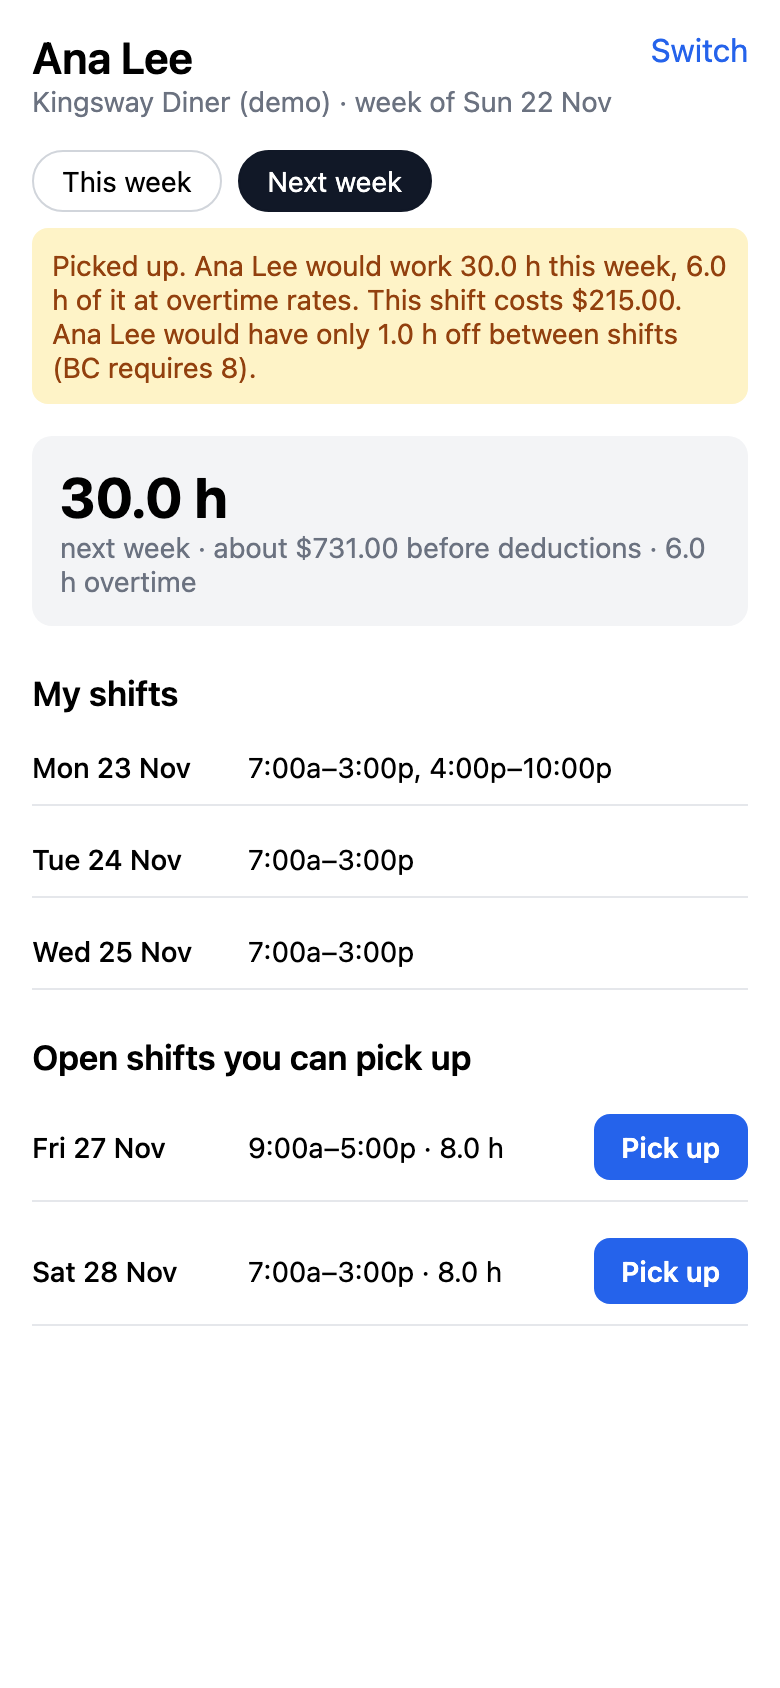 Ana Lee
Switch
Kingsway Diner (demo) · week of Sun 22 Nov
This week
Next week
Picked up. Ana Lee would work 30.0 h this week, 6.0
h of it at overtime rates. This shift costs $215.00.
Ana Lee would have only 1.0 h off between shifts
(BC requires 8).
30.0 h
next week · about $731.00 before deductions · 6.0
h overtime
My shifts
Mon 23 Nov 7:00a–3:00p, 4:00p–10:00p
Tue 24 Nov 7:00a–3:00p
Wed 25 Nov 7:00a–3:00p
Open shifts you can pick up
Fri 27 Nov 9:00a–5:00p · 8.0 h Pick up
Sat 28 Nov 7:00a–3:00p · 8.0 h Pick up